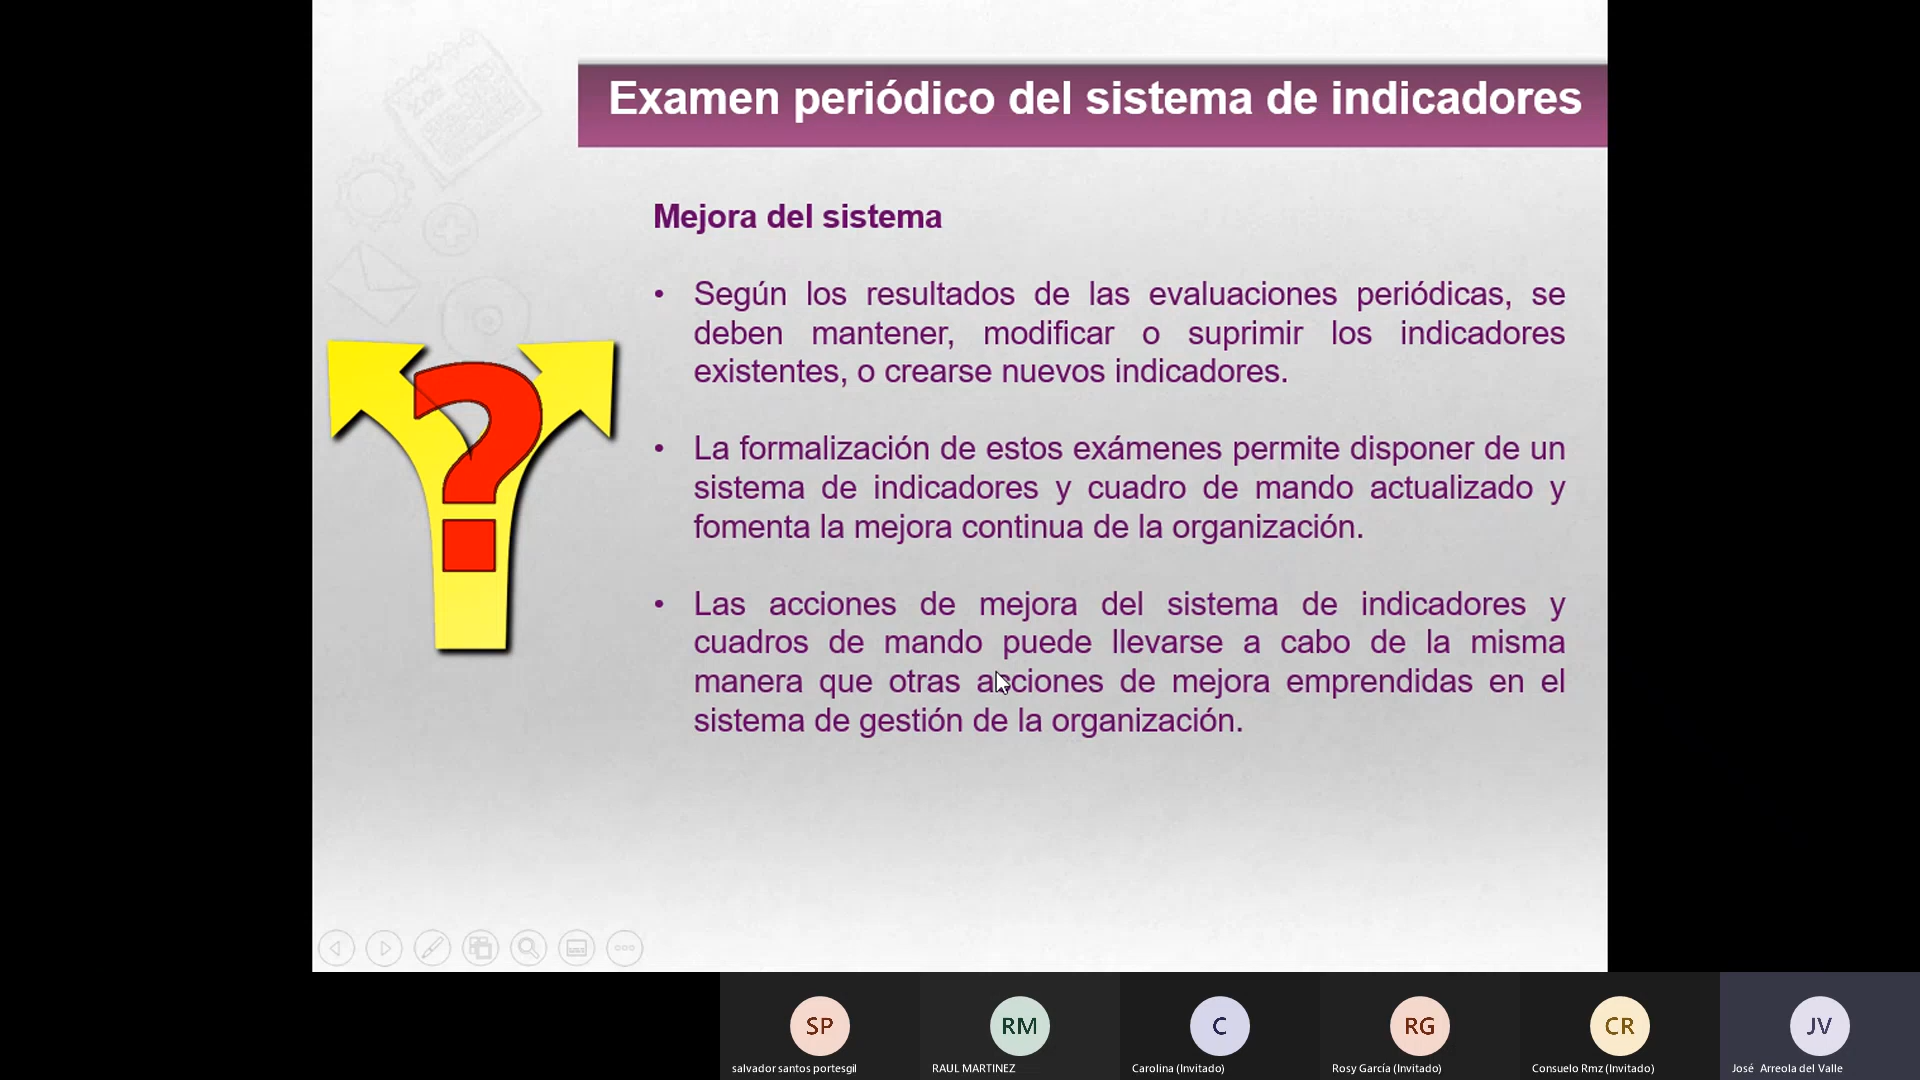 Examen periódico del sistema de indicadores
Mejora del sistema
• Según los resultados de las evaluaciones periódicas, se
deben mantener, modificar o suprimir los indicadores
existentes, o crearse nuevos indicadores.
• La formalización de estos exámenes permite disponer de un
sistema de indicadores y cuadro de mando actualizado y
fomenta la mejora continua de la organización.
• Las acciones de mejora del sistema de indicadores y
cuadros de mando puede llevarse a cabo de la misma
manera que otras acciones de mejora emprendidas en el
sistema de gestión de la organización.
?
SP
RM
C
RG
CR
JV
salvador santos portesgil
RAUL MARTINEZ
Carolina (Invitado)
Rosy García (Invitado)
Consuelo Rmz (Invitado)
José Arreola del Valle